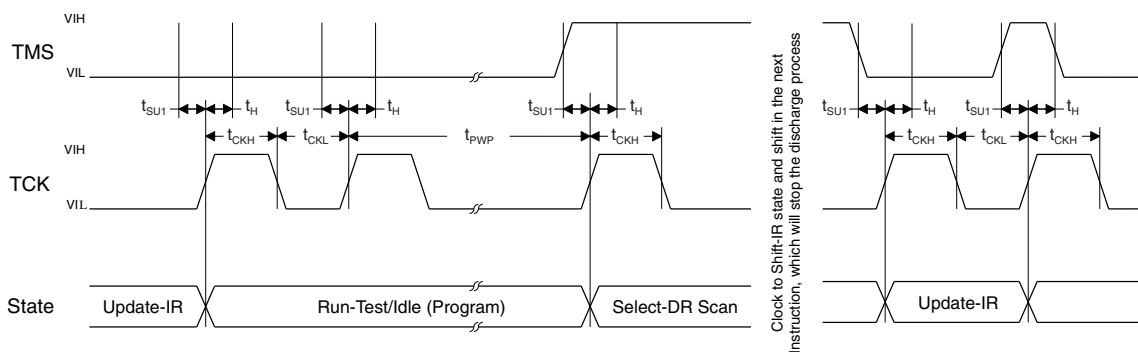 VIH
TMS
VIL
tSU1 tH tSU1 tH tSU1 tH tSU1 tH tSU1 tH
tCKH tCKL tPWP tCKH tCKH tCKL tCKH
VIH
TCK
VIL
State
Update-IR
Run-Test/Idle (Program)
Select-DR Scan
Clock to Shift-IR state and shift in the next
Instruction, which will stop the discharge process
Update-IR